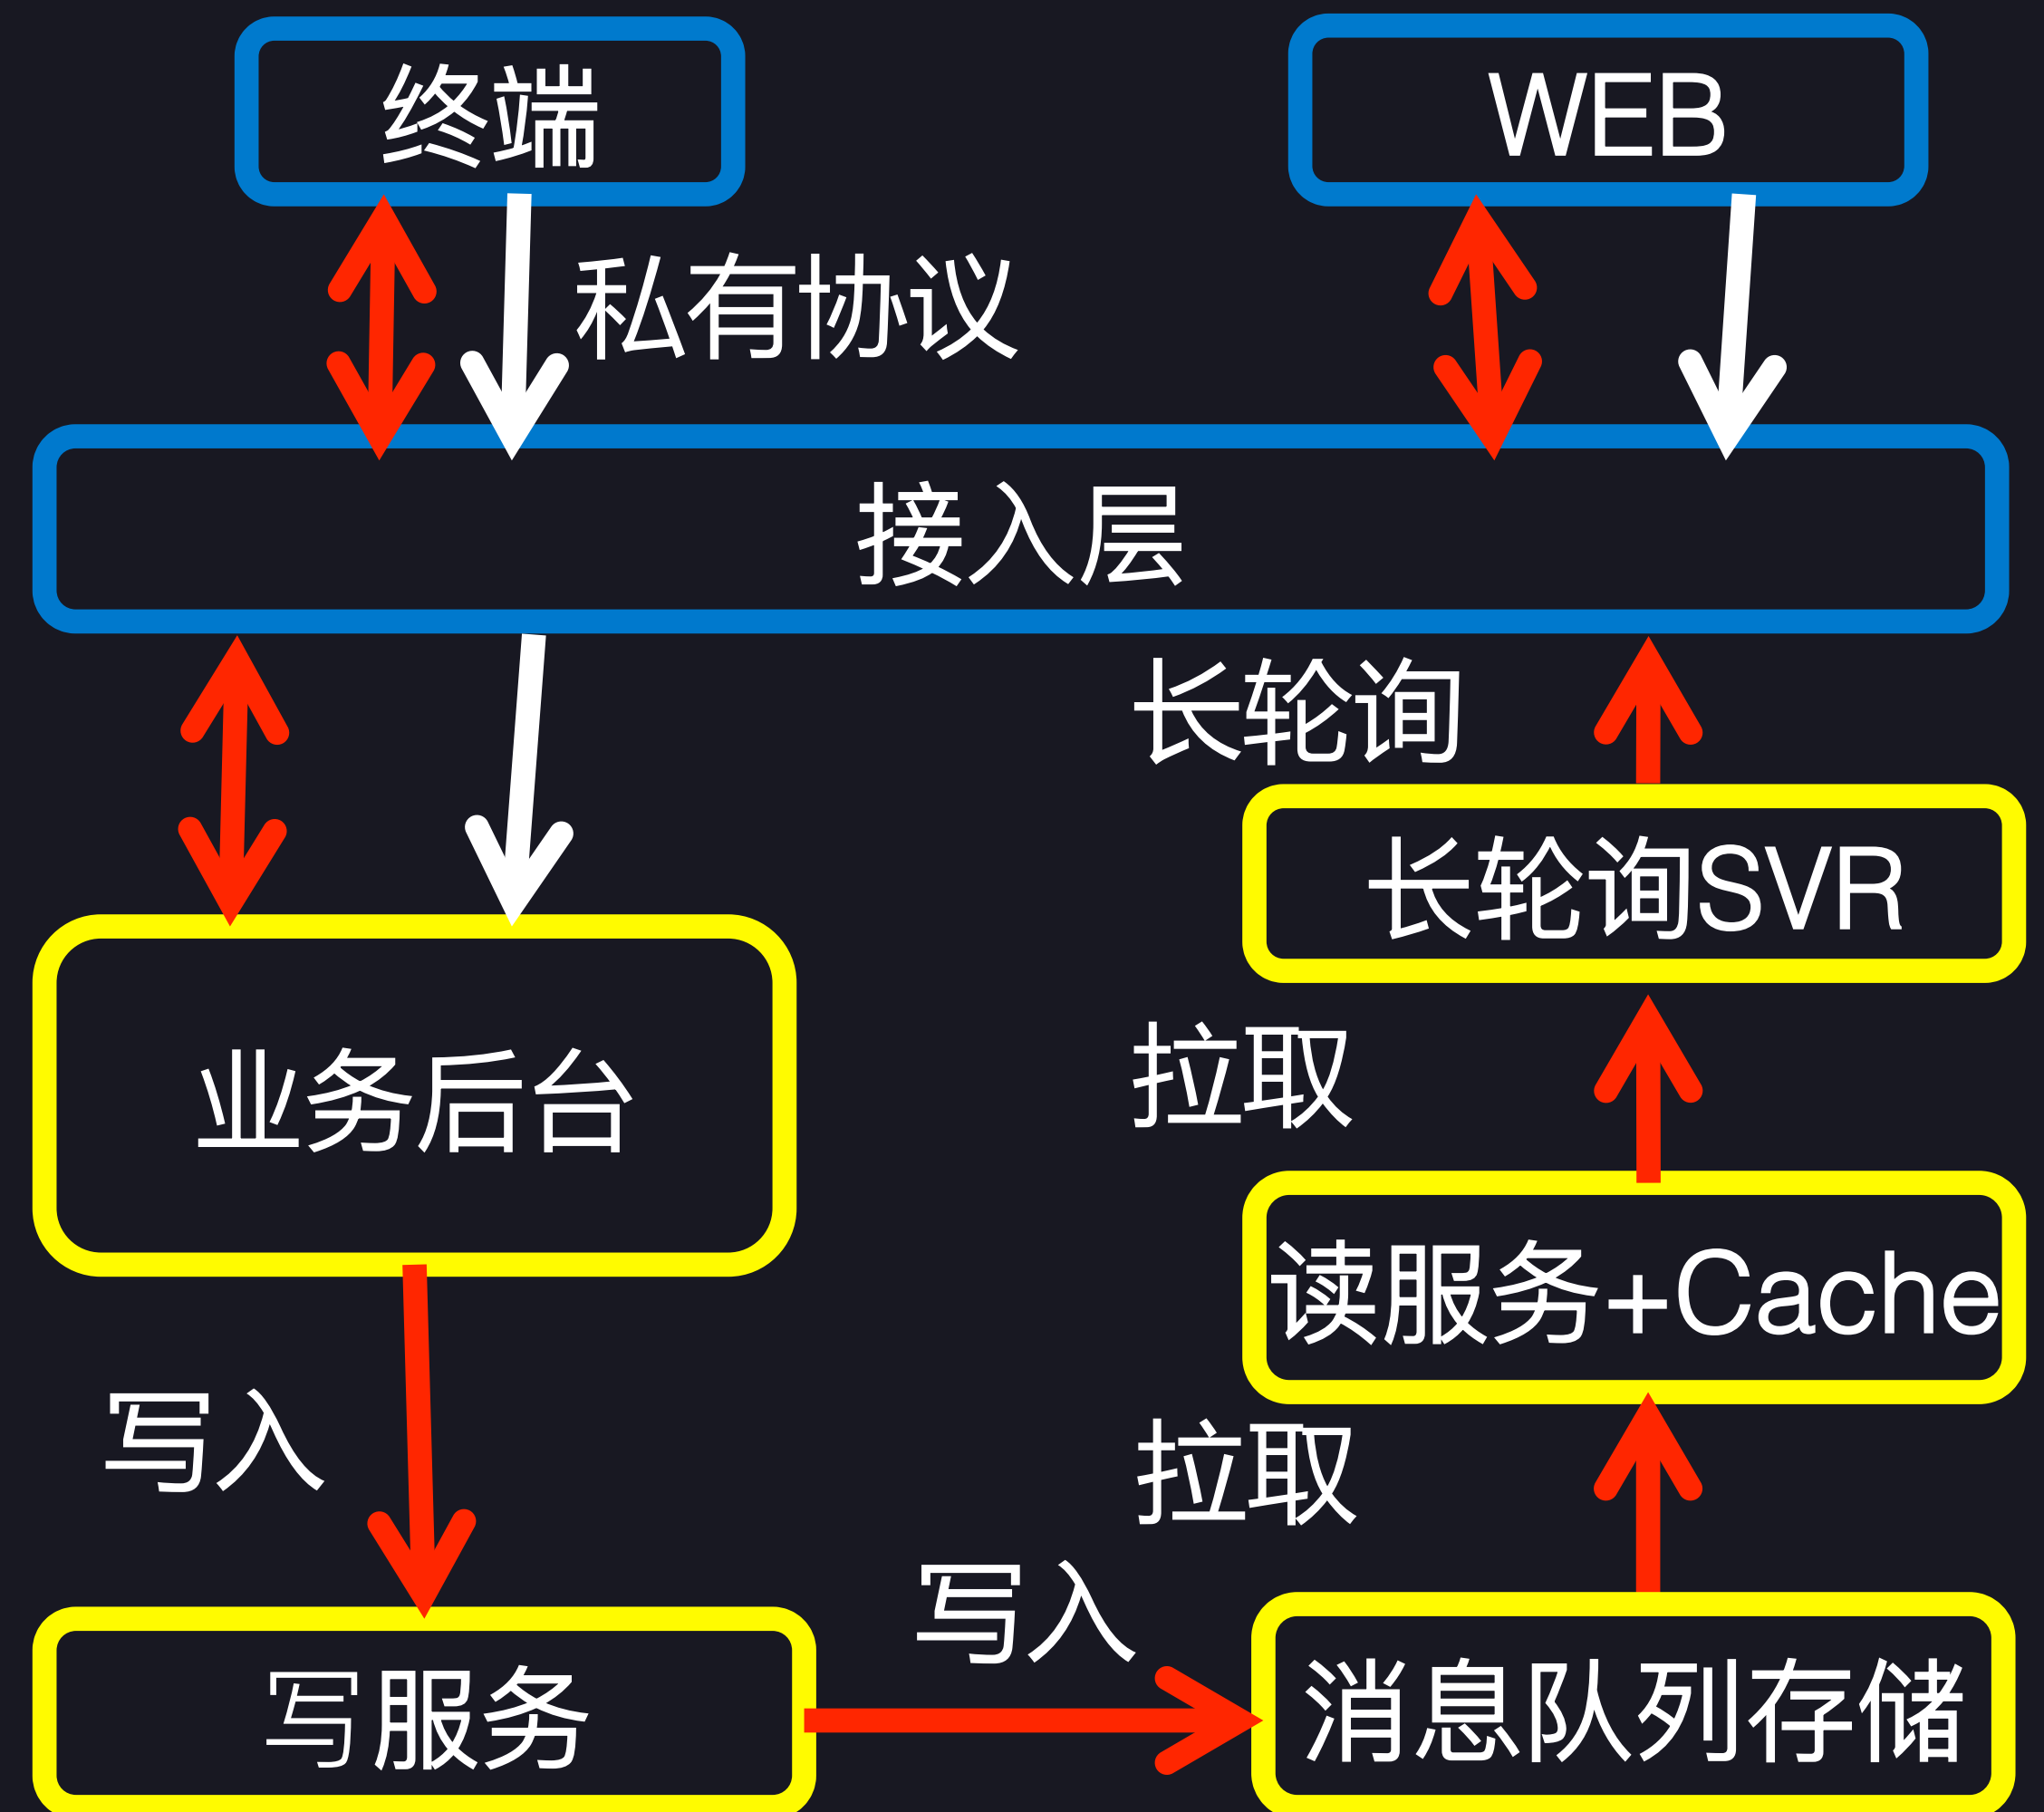 终端
WEB
私有协议
接入层
长轮询
长轮询SVR
拉取
业务后台
读服务+Cache
写入
拉取
写入
写服务
消息队列存储